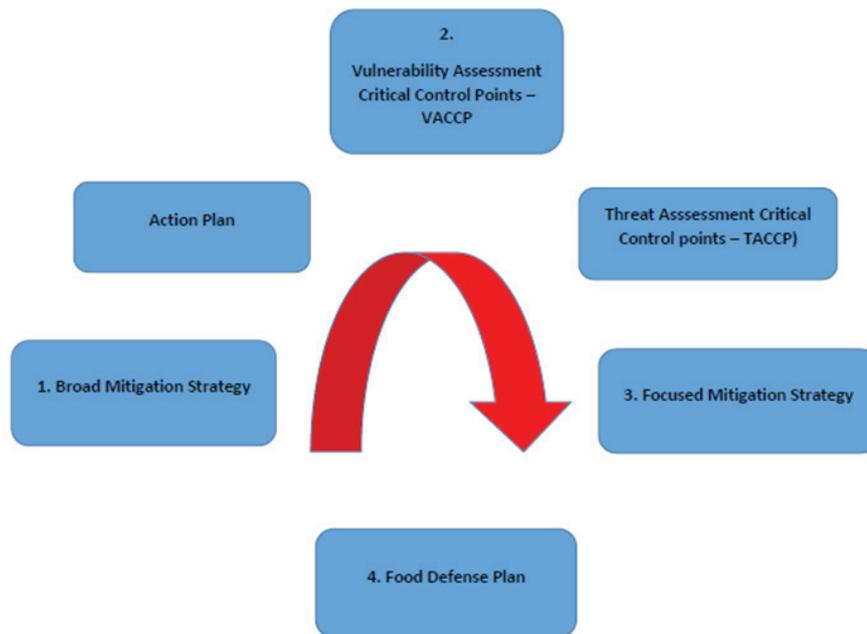 2.
Vulnerability Assessment
Critical Control Points –
VACCP
Action Plan
Threat Asssessment Critical
Control points – TACCP)
1. Broad Mitigation Strategy
3. Focused Mitigation Strategy
4. Food Defense Plan